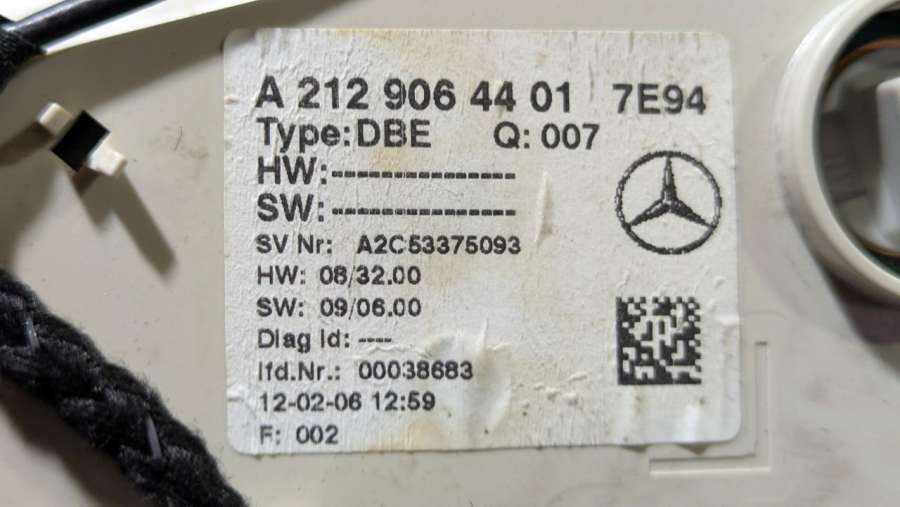 A 212 906 44 01 7E94
Type:DBE Q: 007
HW:---------------
SW:---------------
SV Nr: A2C53375093
HW: 08/32.00
SW: 09/06.00
Diag Id: ----
lfd.Nr.: 00038683
12-02-06 12:59
F: 002